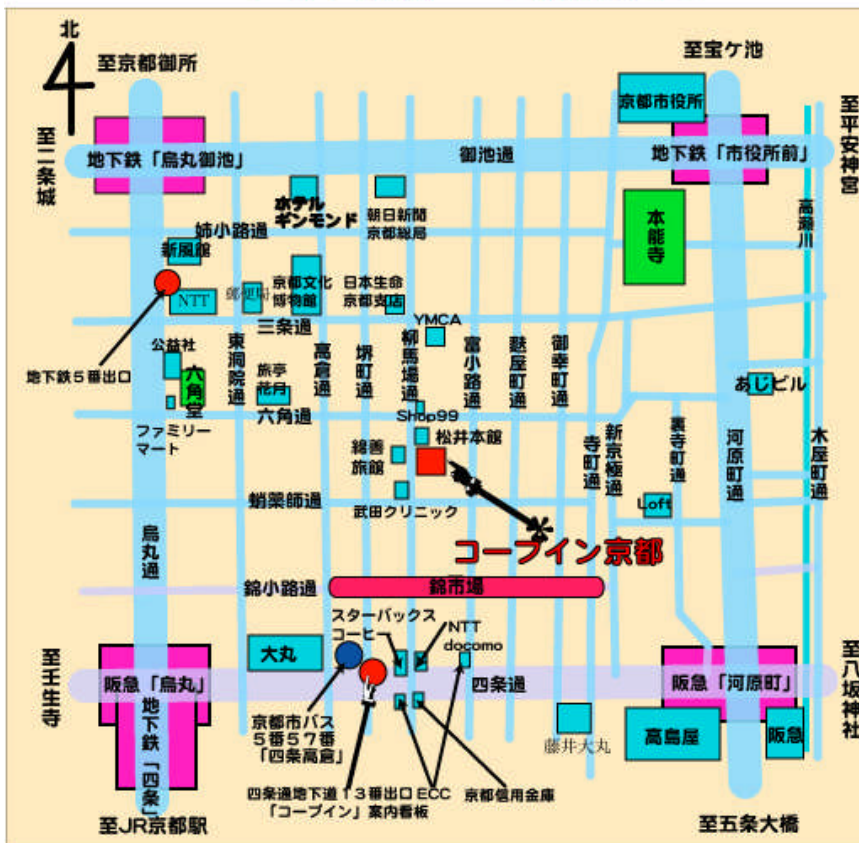 北
至京都御所
至宝ケ池
京都市役所
至平安神宮
至二条城
地下鉄「烏丸御池」
御池通
地下鉄「市役所前」
ホテル
ギンモンド
朝日新聞
京都総局
本能寺
高瀬川
姉小路通
新風館
京都文化
博物館
日本生命
京都支店
NTT
郵便局
三条通
YMCA
地下鉄5番出口
公益社
六角堂
東洞院通
旅亭
花月
高倉通
堺町通
柳馬場通
富小路通
麩屋町通
御幸町通
六角通
Shop99
あじビル
ファミリー
マート
松井本館
綿善
旅館
寺町通
新京極通
裏寺町通
河原町通
木屋町通
蛸薬師通
武田クリニック
Loft
烏丸通
コープイン京都
錦小路通
錦市場
スターバックス
コーヒー
NTT
docomo
大丸
至壬生寺
阪急「烏丸」
四条通
阪急「河原町」
至八坂神社
地下鉄「四条」
京都市バス
5番57番
「四条高倉」
藤井大丸
高島屋
阪急
四条通地下道13番出口
「コープイン」案内看板
ECC
京都信用金庫
至JR京都駅
至五条大橋